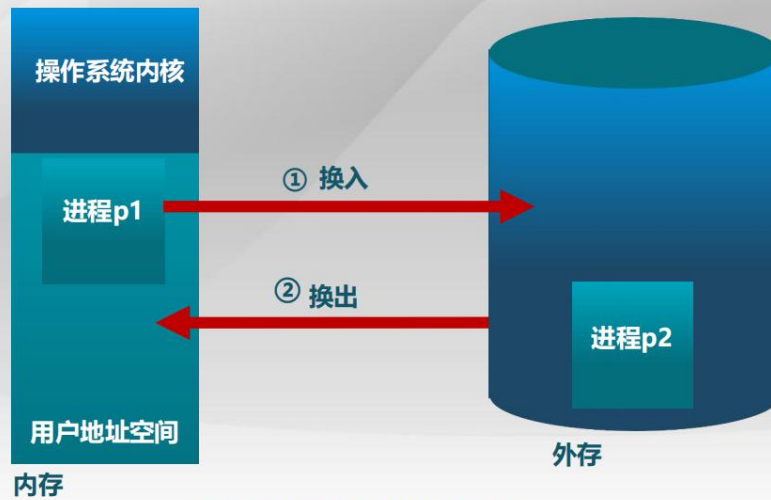 操作系统内核
进程p1
① 换入
② 换出
进程p2
用户地址空间
外存
内存